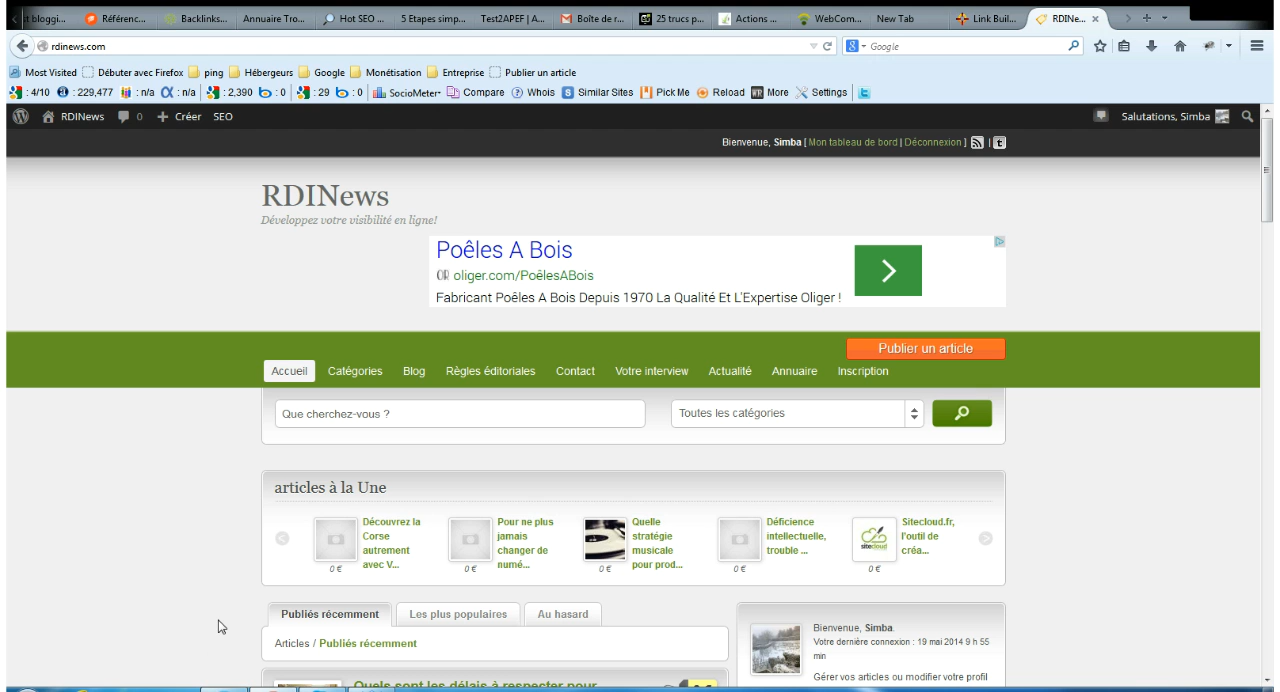 st bloggi... Référenc... Backlinks... Annuaire Tro... Hot SEO ... 5 Etapes simp... Test2APEF | A... Boîte de r... 25 trucs p... Actions ... WebCom... New Tab Link Buil... RDINe...
rdinews.com Google
Most Visited Débuter avec Firefox ping Hébergeurs Google Monétisation Entreprise Publier un article
: 4/10 : 229,477 : n/a : n/a : 2,390 : 0 : 29 : 0 SocioMeter Compare Whois Similar Sites Pick Me Reload More Settings
RDINews 0 + Créer SEO Salutations, Simba
Bienvenue, Simba [ Mon tableau de bord | Déconnexion ] |
RDINews
Développez votre visibilité en ligne!
Poêles A Bois
oliger.com/PoêlesABois
Fabricant Poêles A Bois Depuis 1970 La Qualité Et L'Expertise Oliger !
Publier un article
Accueil Catégories Blog Règles éditoriales Contact Votre interview Actualité Annuaire Inscription
Que cherchez-vous ? Toutes les catégories
articles à la Une
Découvrez la
Corse
autrement
avec V...
0 €
Pour ne plus
jamais
changer de
numé...
0 €
Quelle
stratégie
musicale
pour prod...
0 €
Déficience
intellectuelle,
trouble ...
0 €
sitecloud
Sitecloud.fr,
l'outil de
créa...
0 €
Publiés récemment Les plus populaires Au hasard
Articles / Publiés récemment
Bienvenue, Simba.
Votre dernière connexion : 19 mai 2014 9 h 55
min
Gérer vos articles ou modifier votre profil
Quels sont les délais à respecter pour